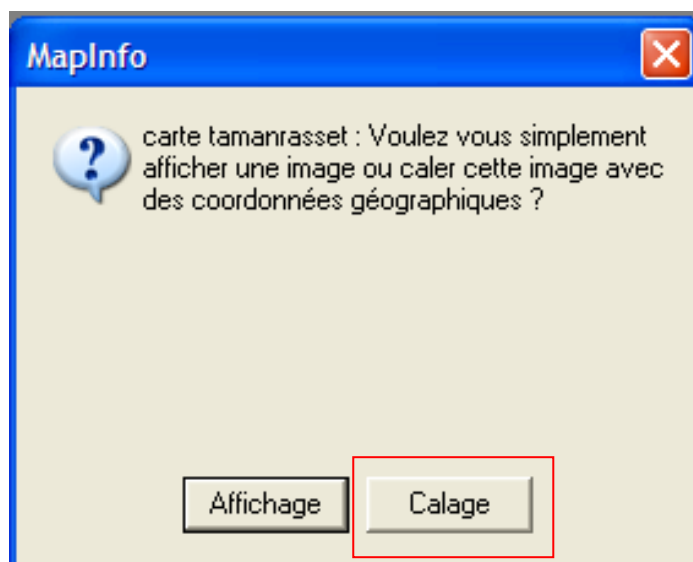 MapInfo
carte tamanrasset : Voulez vous simplement
afficher une image ou caler cette image avec
des coordonnées géographiques ?
Affichage
Calage